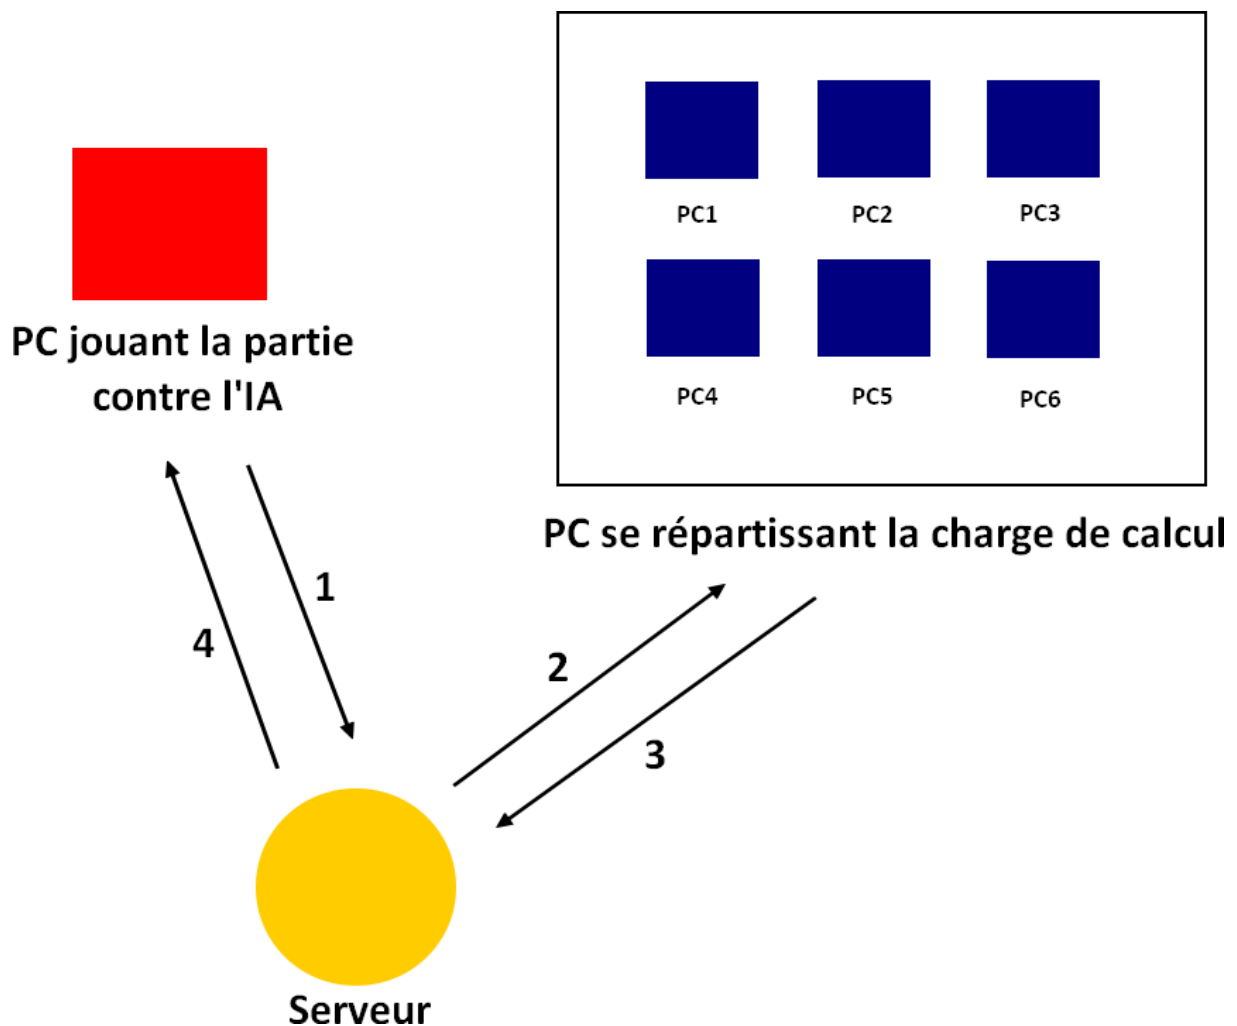 PC1
PC2
PC3
PC4
PC5
PC6
PC jouant la partie
contre l'IA
PC se répartissant la charge de calcul
1
4
2
3
Serveur